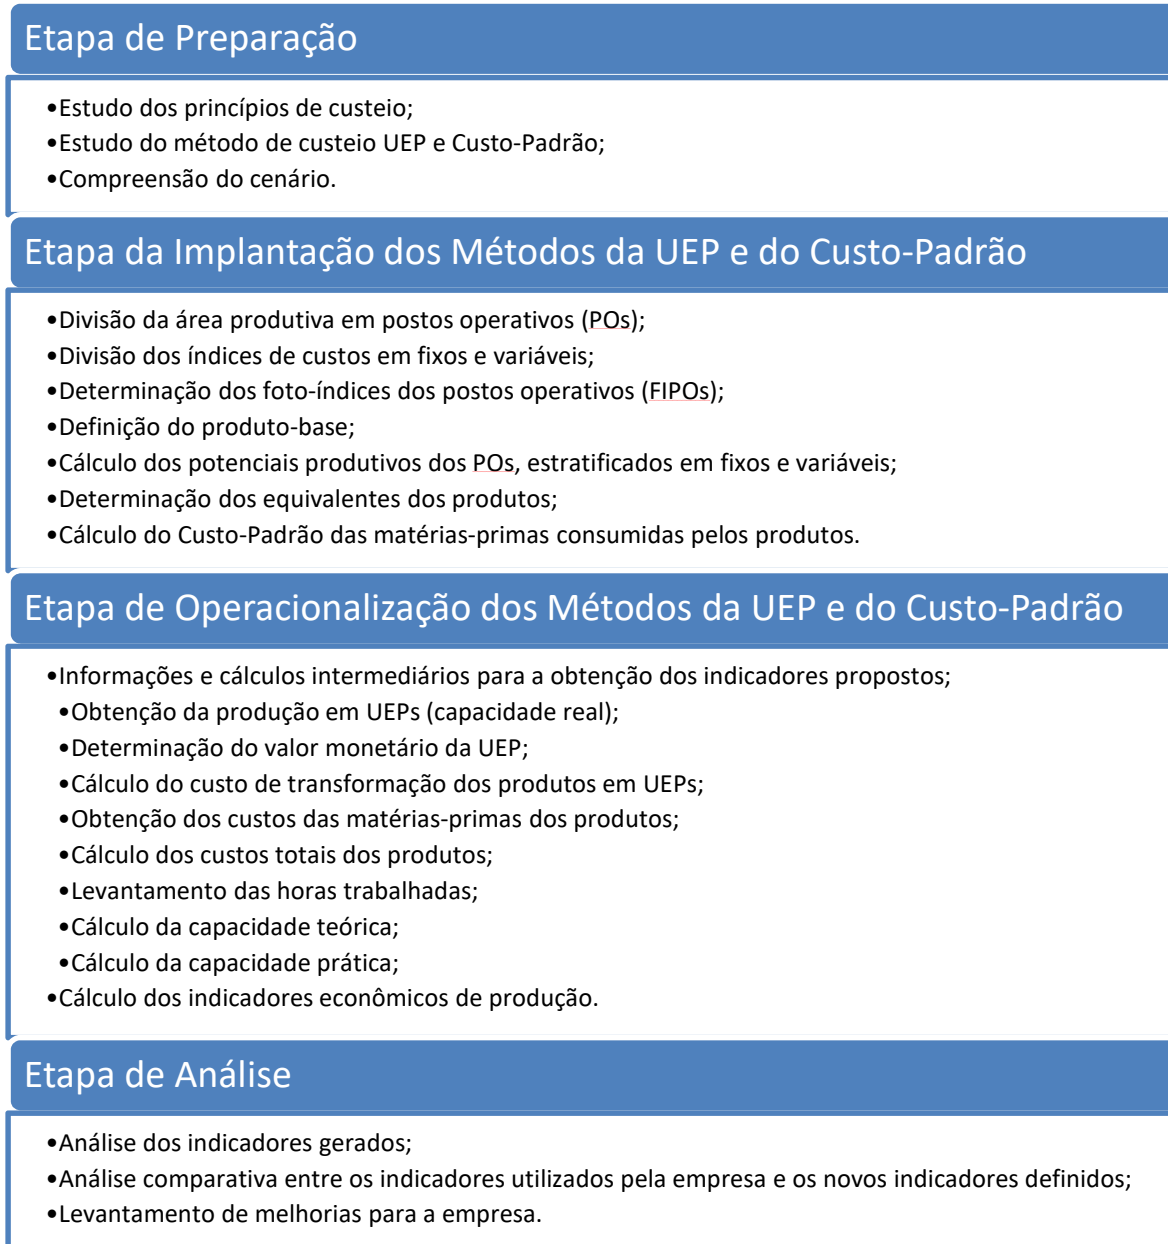 Etapa de Preparação
•Estudo dos princípios de custeio;
•Estudo do método de custeio UEP e Custo-Padrão;
•Compreensão do cenário.
Etapa da Implantação dos Métodos da UEP e do Custo-Padrão
•Divisão da área produtiva em postos operativos (POs);
•Divisão dos índices de custos em fixos e variáveis;
•Determinação dos foto-índices dos postos operativos (FIPOs);
•Definição do produto-base;
•Cálculo dos potenciais produtivos dos POs, estratificados em fixos e variáveis;
•Determinação dos equivalentes dos produtos;
•Cálculo do Custo-Padrão das matérias-primas consumidas pelos produtos.
Etapa de Operacionalização dos Métodos da UEP e do Custo-Padrão
•Informações e cálculos intermediários para a obtenção dos indicadores propostos;
•Obtenção da produção em UEPs (capacidade real);
•Determinação do valor monetário da UEP;
•Cálculo do custo de transformação dos produtos em UEPs;
•Obtenção dos custos das matérias-primas dos produtos;
•Cálculo dos custos totais dos produtos;
•Levantamento das horas trabalhadas;
•Cálculo da capacidade teórica;
•Cálculo da capacidade prática;
•Cálculo dos indicadores econômicos de produção.
Etapa de Análise
•Análise dos indicadores gerados;
•Análise comparativa entre os indicadores utilizados pela empresa e os novos indicadores definidos;
•Levantamento de melhorias para a empresa.